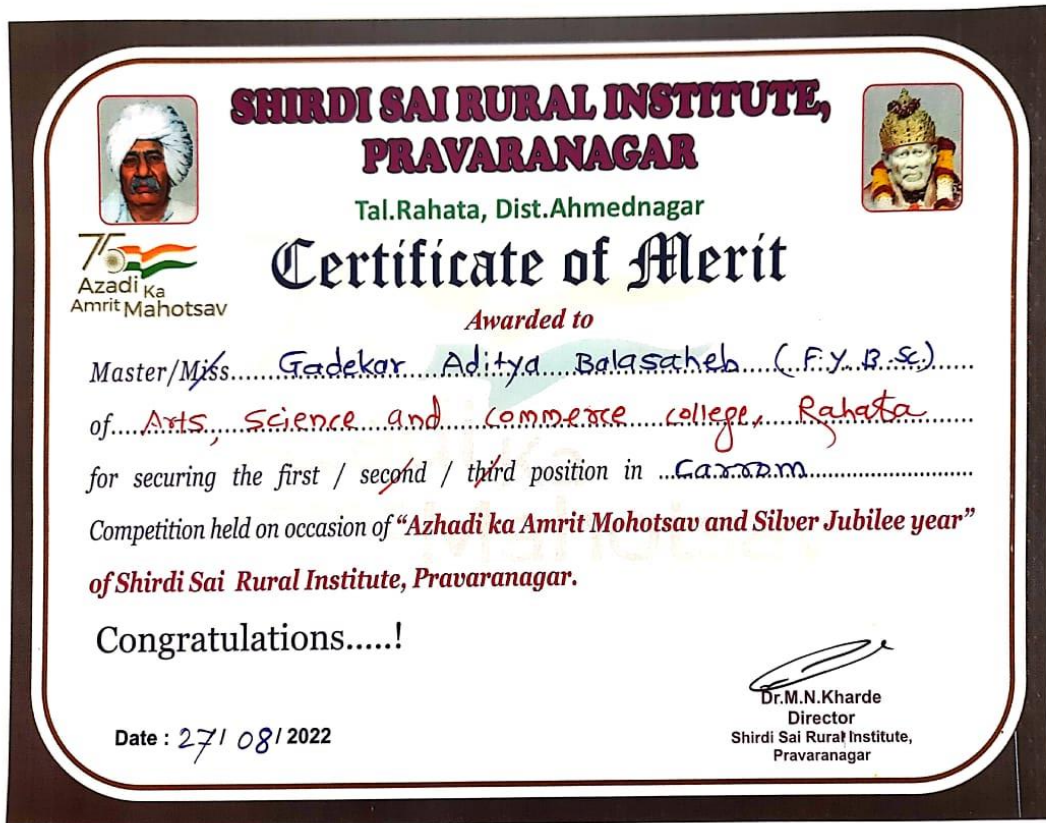 SHIRDI SAI RURAL INSTITUTE,
PRAVARANAGAR
Tal.Rahata, Dist.Ahmednagar
75
Azadi Ka
Amrit Mahotsav
Certificate of Merit
Awarded to
Master/Miss.....Gadekar Aditya Balasaheb (F.Y.B.Sc.)
of....Arts, Science and commerce college, Rahata
for securing the first / second / third position in ...Carrom
Competition held on occasion of “Azhadi ka Amrit Mohotsav and Silver Jubilee year”
of Shirdi Sai Rural Institute, Pravaranagar.
Congratulations.....!
Date : 27/ 08/ 2022
Dr.M.N.Kharde
Director
Shirdi Sai Rural Institute,
Pravaranagar